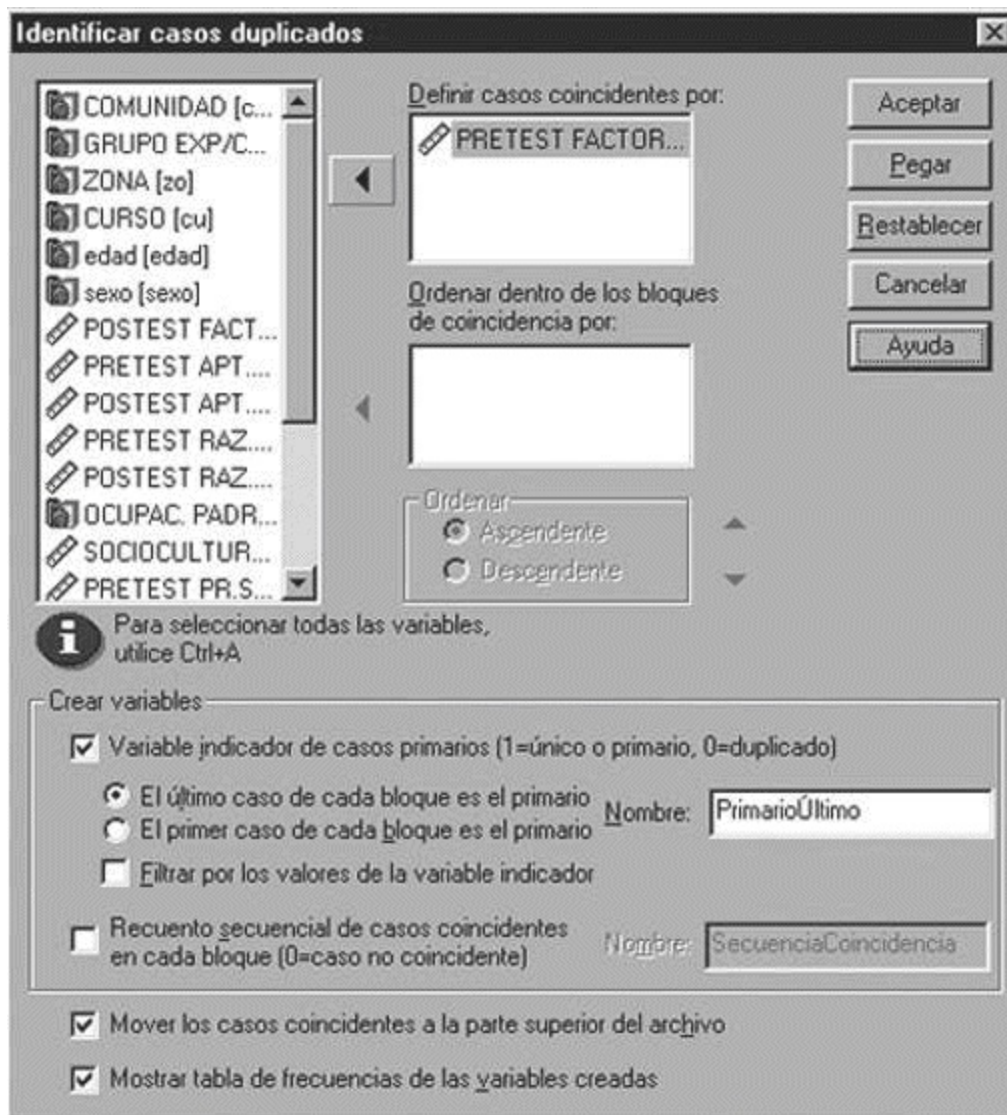 Identificar casos duplicados
COMUNIDAD [c...
GRUPO EXP/C...
ZONA [zo]
CURSO [cu]
edad [edad]
sexo [sexo]
POSTEST FACT...
PRETEST APT....
POSTEST APT....
PRETEST RAZ....
POSTEST RAZ....
OCUPAC. PADR...
SOCIOCULTUR...
PRETEST PR.S...
Definir casos coincidentes por:
PRETEST FACTOR...
Ordenar dentro de los bloques
de coincidencia por:
Ordenar
Ascendente
Descendente
Aceptar
Pegar
Restablecer
Cancelar
Ayuda
Para seleccionar todas las variables,
utilice Ctrl+A
Crear variables
Variable indicador de casos primarios (1=único o primario, 0=duplicado)
El último caso de cada bloque es el primario
El primer caso de cada bloque es el primario
Nombre: PrimarioÚltimo
Filtrar por los valores de la variable indicador
Recuento secuencial de casos coincidentes
en cada bloque (0=caso no coincidente)
Nombre: SecuenciaCoincidencia
Mover los casos coincidentes a la parte superior del archivo
Mostrar tabla de frecuencias de las variables creadas